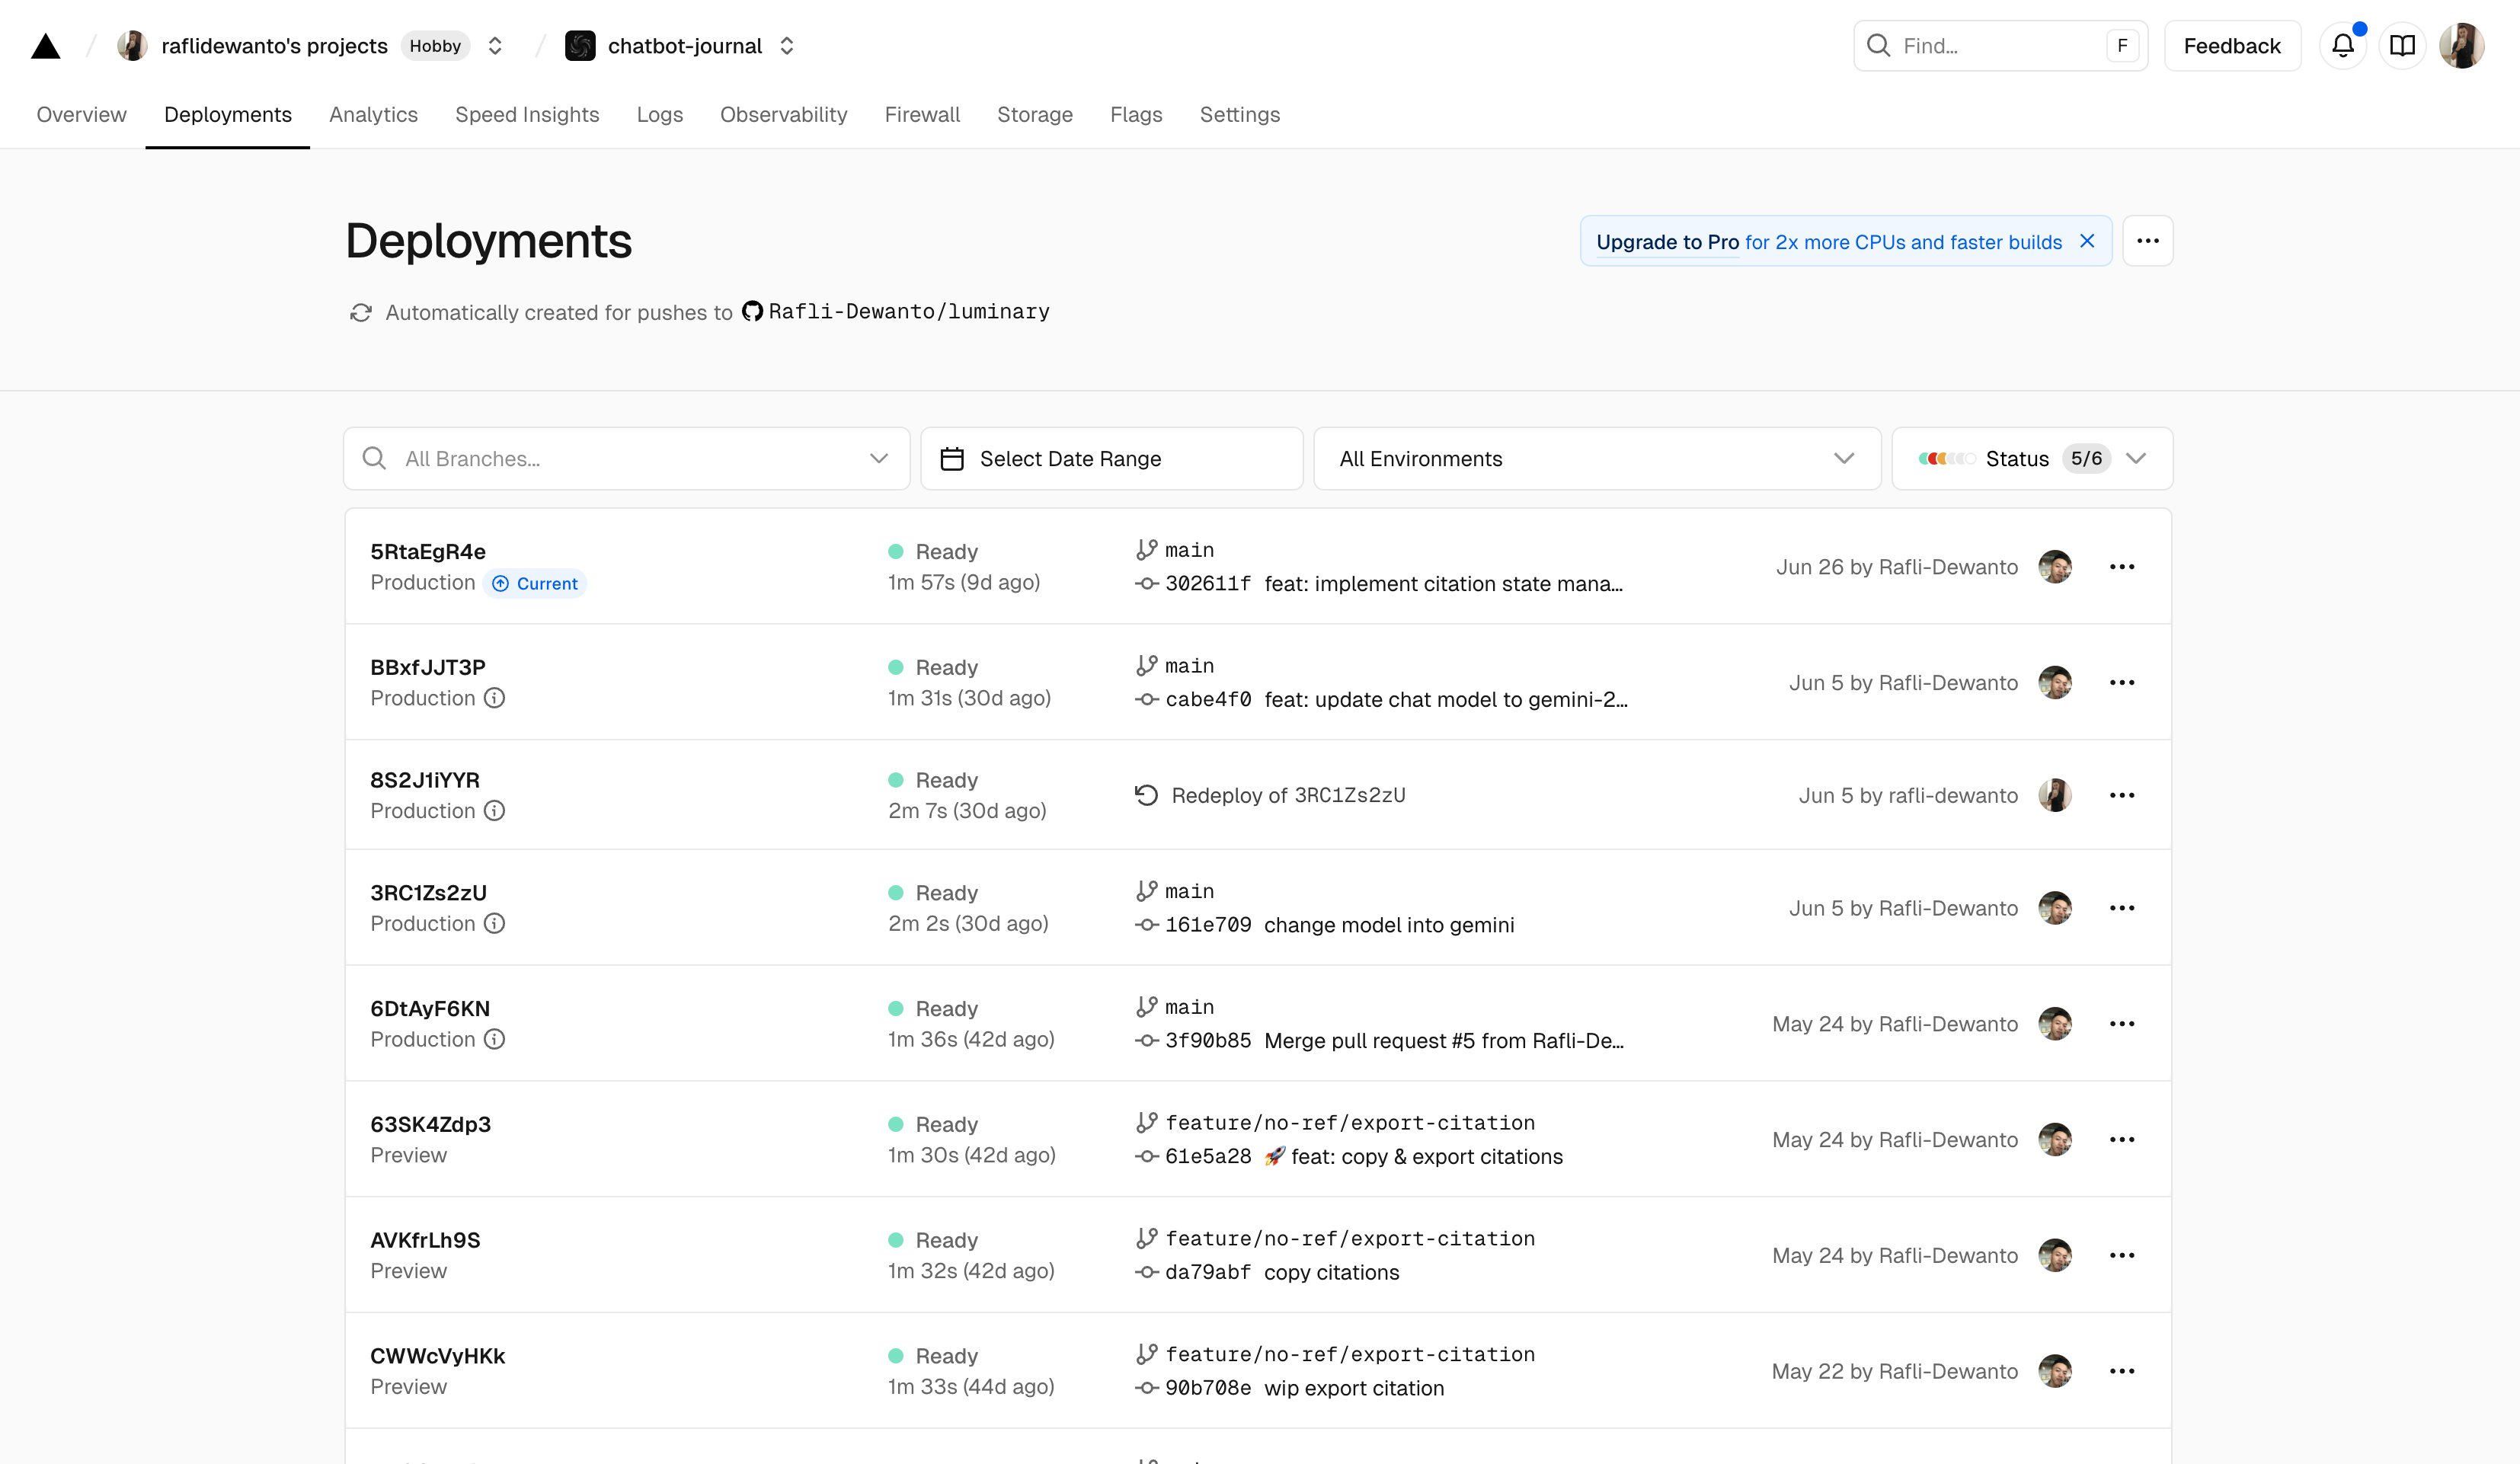 raflidewanto's projects Hobby chatbot-journal Find... F Feedback
Overview Deployments Analytics Speed Insights Logs Observability Firewall Storage Flags Settings
Deployments
Upgrade to Pro for 2x more CPUs and faster builds
Automatically created for pushes to Rafli-Dewanto/luminary
All Branches... Select Date Range All Environments Status 5/6
5RtaEgR4e
Production Current
Ready
1m 57s (9d ago)
main
302611f feat: implement citation state mana...
Jun 26 by Rafli-Dewanto
BBxfJJT3P
Production
Ready
1m 31s (30d ago)
main
cabe4f0 feat: update chat model to gemini-2...
Jun 5 by Rafli-Dewanto
8S2J1iYYR
Production
Ready
2m 7s (30d ago)
Redeploy of 3RC1Zs2zU
Jun 5 by rafli-dewanto
3RC1Zs2zU
Production
Ready
2m 2s (30d ago)
main
161e709 change model into gemini
Jun 5 by Rafli-Dewanto
6DtAyF6KN
Production
Ready
1m 36s (42d ago)
main
3f90b85 Merge pull request #5 from Rafli-De...
May 24 by Rafli-Dewanto
63SK4Zdp3
Preview
Ready
1m 30s (42d ago)
feature/no-ref/export-citation
61e5a28 🚀 feat: copy & export citations
May 24 by Rafli-Dewanto
AVKfrLh9S
Preview
Ready
1m 32s (42d ago)
feature/no-ref/export-citation
da79abf copy citations
May 24 by Rafli-Dewanto
CWWcVyHKk
Preview
Ready
1m 33s (44d ago)
feature/no-ref/export-citation
90b708e wip export citation
May 22 by Rafli-Dewanto